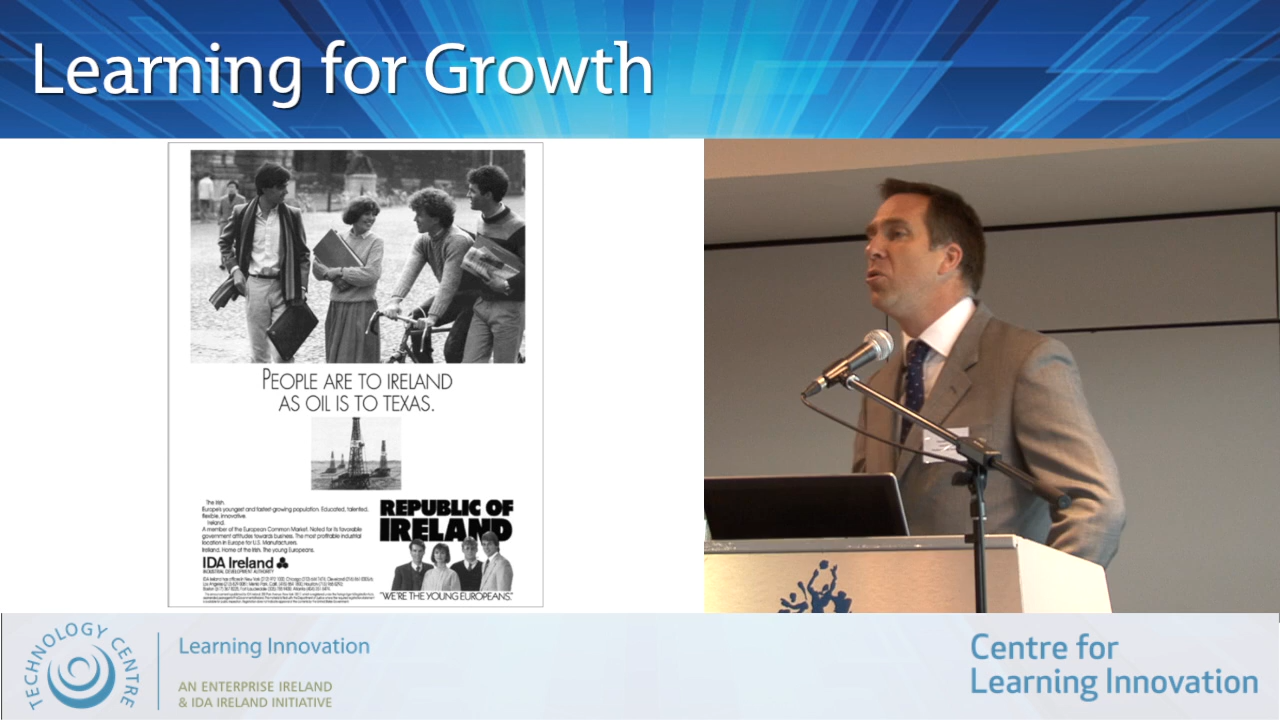 Learning for Growth
PEOPLE ARE TO IRELAND
AS OIL IS TO TEXAS.
The Irish.
Europe's youngest and fastest-growing population. Educated, talented,
flexible, innovative.
Ireland.
A member of the European Common Market. Noted for its favorable
government attitudes towards business. The most profitable industrial
location in Europe for U.S. Manufacturers.
Ireland. Home of the Irish. The young Europeans.
IDA Ireland
INDUSTRIAL DEVELOPMENT AUTHORITY
REPUBLIC OF
IRELAND
"WE'RE THE YOUNG EUROPEANS."
TECHNOLOGY CENTRE
Learning Innovation
AN ENTERPRISE IRELAND
& IDA IRELAND INITIATIVE
Centre for
Learning Innovation